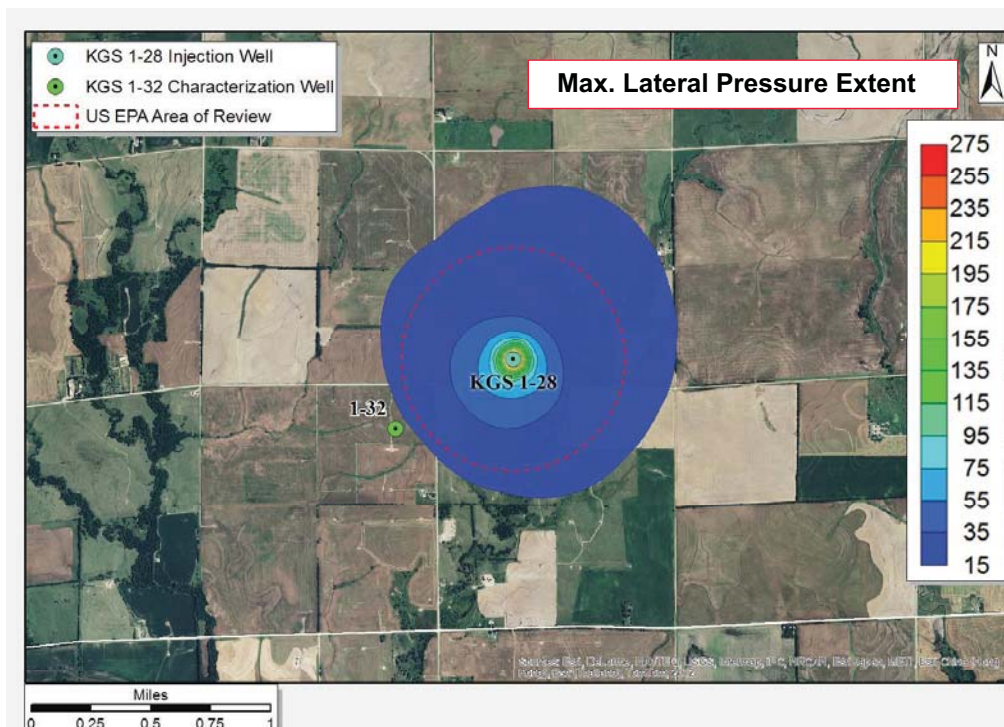 KGS 1-28 Injection Well
KGS 1-32 Characterization Well
US EPA Area of Review
Max. Lateral Pressure Extent
N
275
255
235
215
195
175
155
135
115
95
75
55
35
15
KGS 1-28
1-32
Miles
0 0.25 0.5 0.75 1